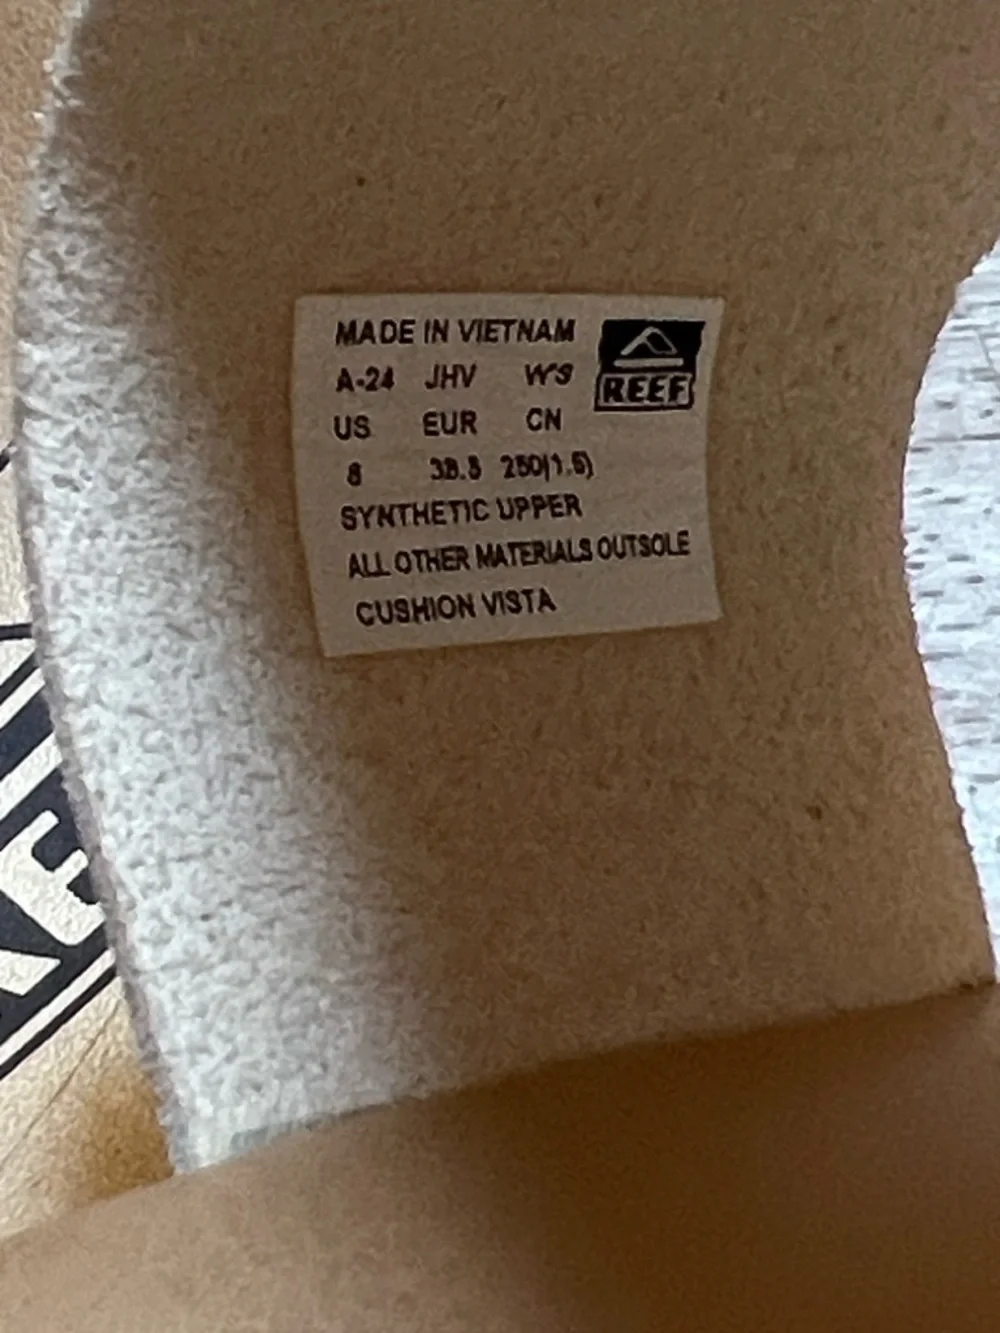 MADE IN VIETNAM
REEF
A-24 JHV W'S
US EUR CN
8 38.5 250(1.5)
SYNTHETIC UPPER
ALL OTHER MATERIALS OUTSOLE
CUSHION VISTA